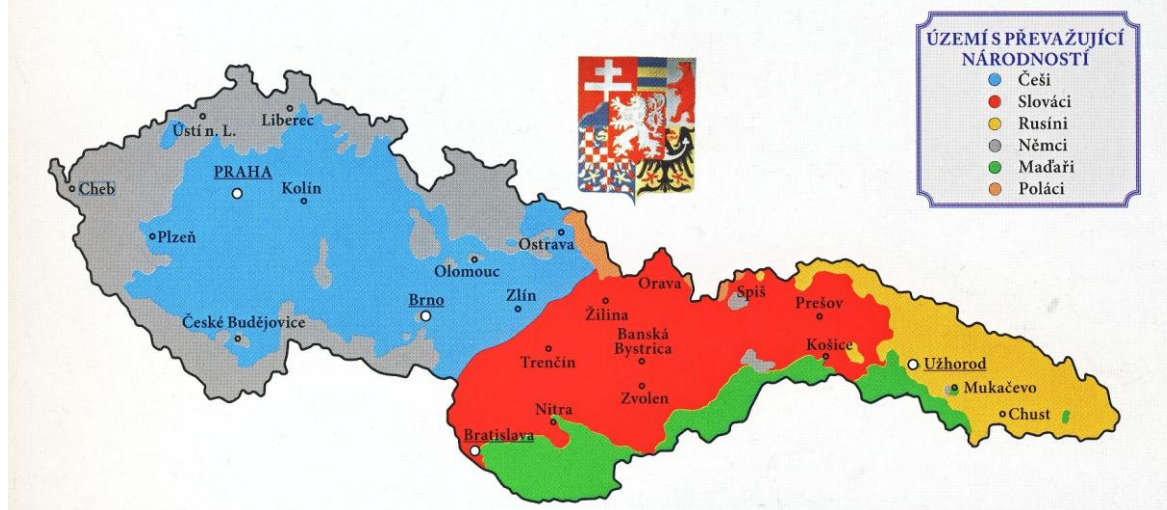 ÚZEMÍ S PŘEVAŽUJÍCÍ
NÁRODNOSTÍ
Češi
Slováci
Rusíni
Němci
Maďaři
Poláci
Ústí n. L.
Liberec
Cheb
PRAHA
Kolín
Plzeň
Ostrava
Olomouc
České Budějovice
Brno
Zlín
Orava
Spiš
Žilina
Prešov
Banská
Bystrica
Trenčín
Košice
Užhorod
Mukačevo
Zvolen
Nitra
Chust
Bratislava